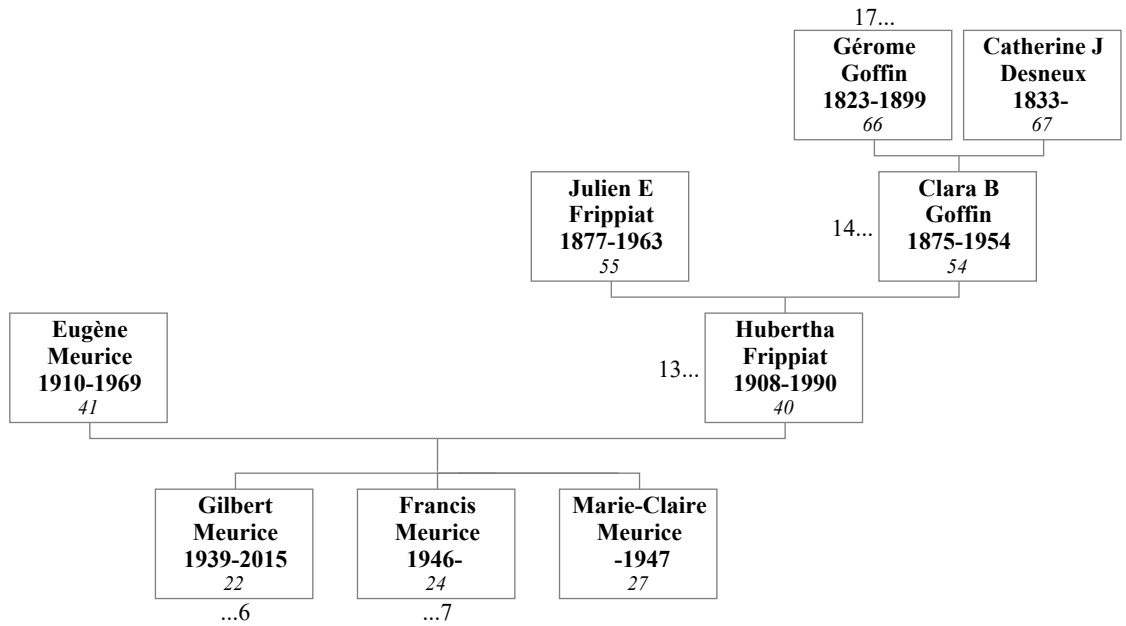 17...
Gérome
Goffin
1823-1899
66
Catherine J
Desneux
1833-
67
Julien E
Frippiat
1877-1963
55
14...
Clara B
Goffin
1875-1954
54
Eugène
Meurice
1910-1969
41
13...
Hubertha
Frippiat
1908-1990
40
Gilbert
Meurice
1939-2015
22
...6
Francis
Meurice
1946-
24
...7
Marie-Claire
Meurice
-1947
27